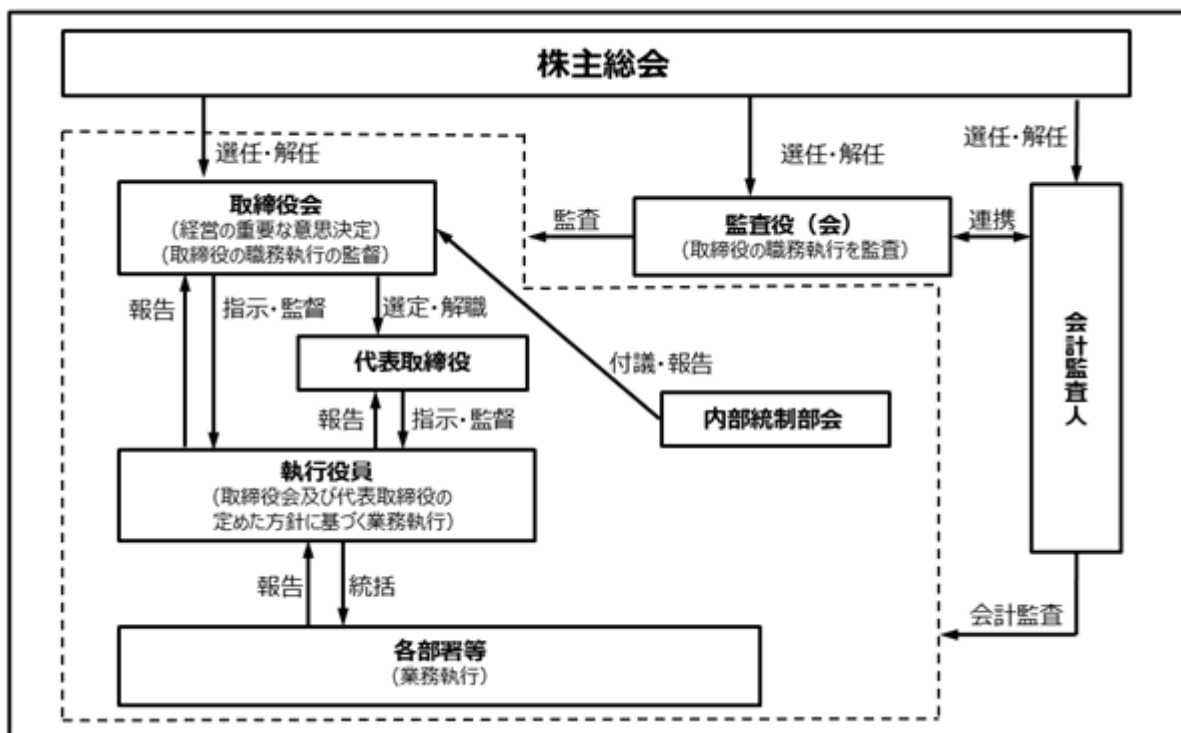 株主総会
選任・解任
選任・解任
選任・解任
取締役会
(経営の重要な意思決定)
(取締役の職務執行の監督)
監査
監査役（会）
(取締役の職務執行を監査)
連携
会計監査人
報告
指示・監督
選定・解職
代表取締役
付議・報告
報告
指示・監督
内部統制部会
執行役員
(取締役会及び代表取締役の
定めた方針に基づく業務執行)
報告
統括
会計監査
各部署等
(業務執行)